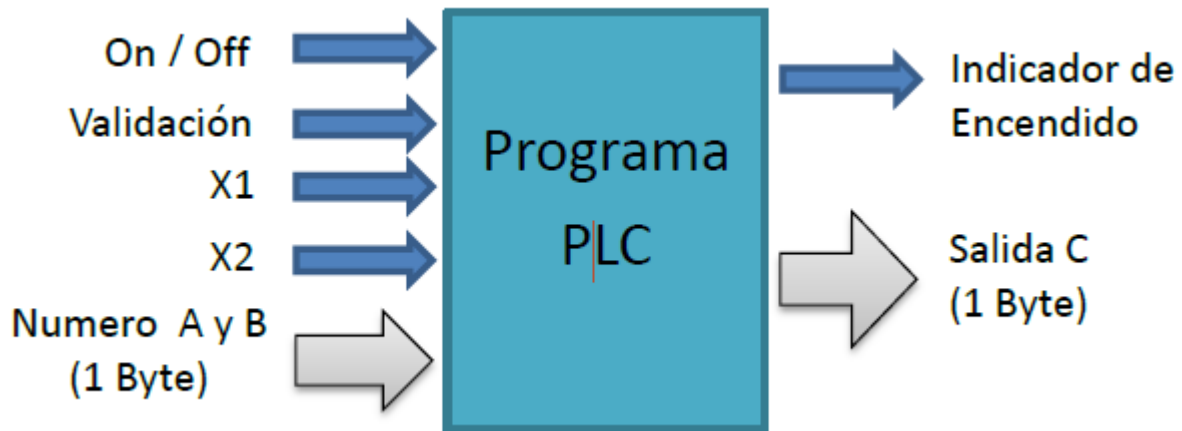 On / Off
Validación
X1
X2
Numero A y B
(1 Byte)
Programa
PLC
Indicador de
Encendido
Salida C
(1 Byte)